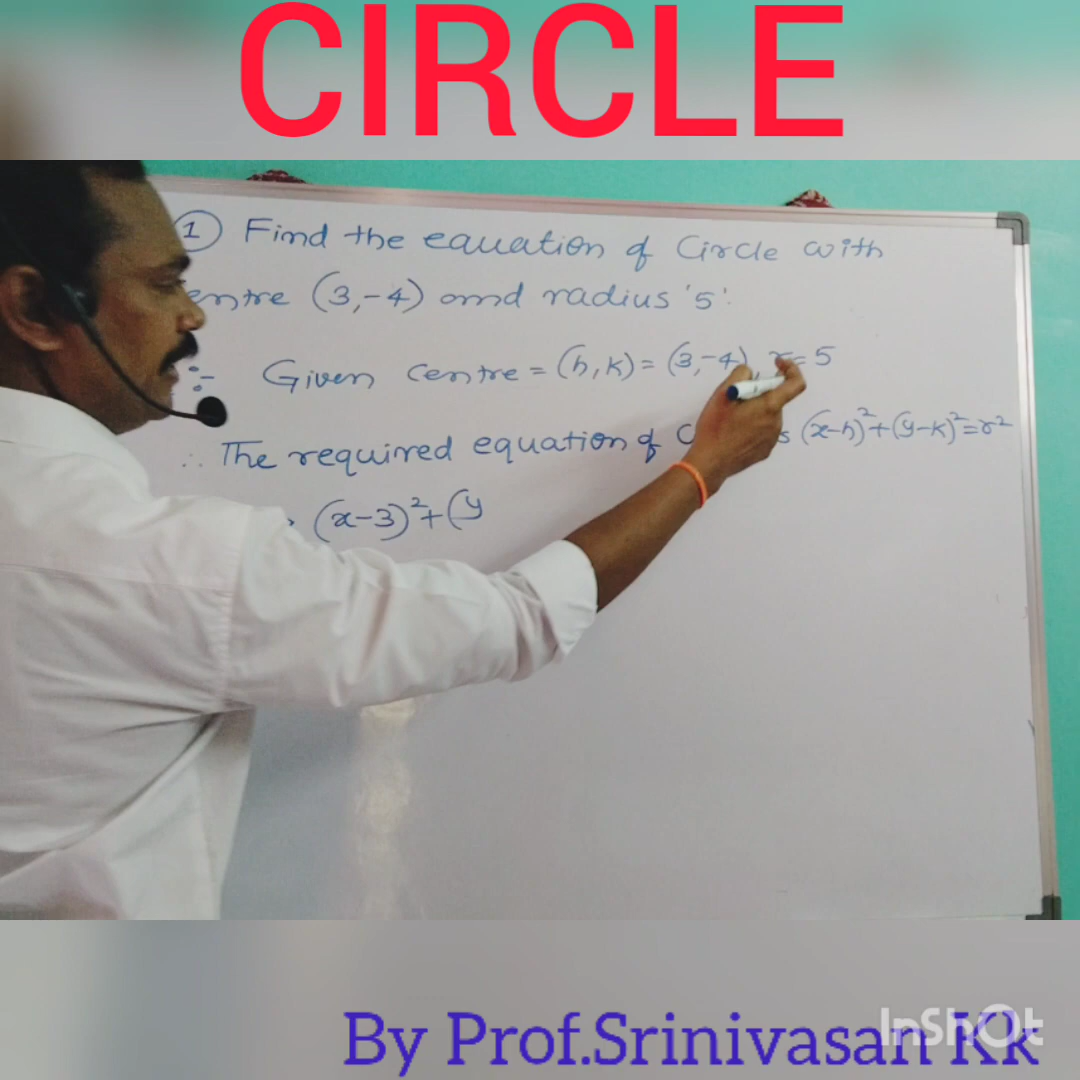 CIRCLE
1 Find the equation of Circle with
entre (3,-4) and radius '5'.
:- Given Centre = (h,k) = (3,-4), r = 5
∴ The required equation of C s (x-h)²+(y-k)²=r²
(x-3)²+(y
By Prof.Srinivasan Kk
InShOt